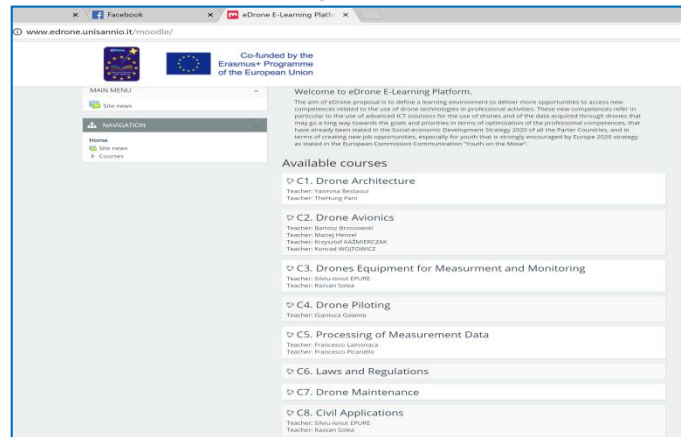 Facebook
eDrone E-Learning Platfo
www.edrone.unisannio.it/moodle/
Co-funded by the
Erasmus+ Programme
of the European Union
MAIN MENU
Site news
NAVIGATION
Home
Site news
Courses
Welcome to eDrone E-Learning Platform.
The aim of eDrone proposal is to define a learning environment to deliver more opportunities to access new
competences related to the use of drone technologies in professional activities. These new competences refer in
particular to the use of advanced ICT solutions for the use of drones and of the data acquired through drones that
may go a long way towards the goals and priorities in terms of optimization of the professional competences, that
have already been stated in the Social-economic Development Strategy 2020 of all the Parter Countries, and in
terms of creating new job opportunities, especially for youth that is strongly encouraged by Europe 2020 strategy
as stated in the European Commission Communication "Youth on the Move".
Available courses
C1. Drone Architecture
Teacher: Yasmina Bestaoui
Teacher: TheHung Pam
C2. Drone Avionics
Teacher: Bartosz Brzozowski
Teacher: Maciej Henzel
Teacher: Krzysztof KAŹMIERCZAK
Teacher: Konrad WOJTOWICZ
C3. Drones Equipment for Measurment and Monitoring
Teacher: Silviu-Ionut EPURE
Teacher: Razvan Solea
C4. Drone Piloting
Teacher: Gianluca Galante
C5. Processing of Measurement Data
Teacher: Francesco Lamonaca
Teacher: Francesco Picariello
C6. Laws and Regulations
C7. Drone Maintenance
C8. Civil Applications
Teacher: Silviu-Ionut EPURE
Teacher: Razvan Solea